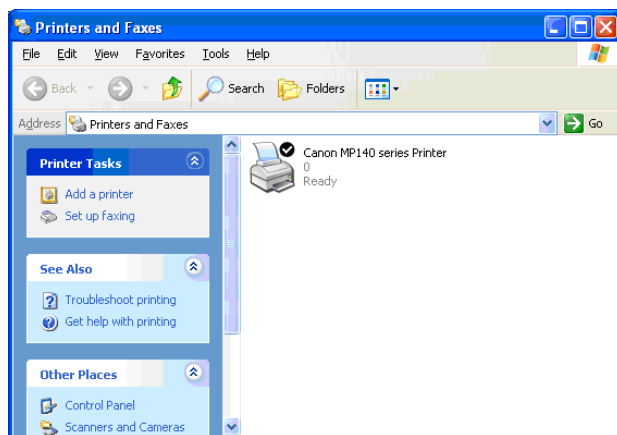 Printers and Faxes
File Edit View Favorites Tools Help
Back Search Folders
Address Printers and Faxes Go
Printer Tasks
Add a printer
Set up faxing
See Also
Troubleshoot printing
Get help with printing
Other Places
Control Panel
Scanners and Cameras
Canon MP140 series Printer
0
Ready